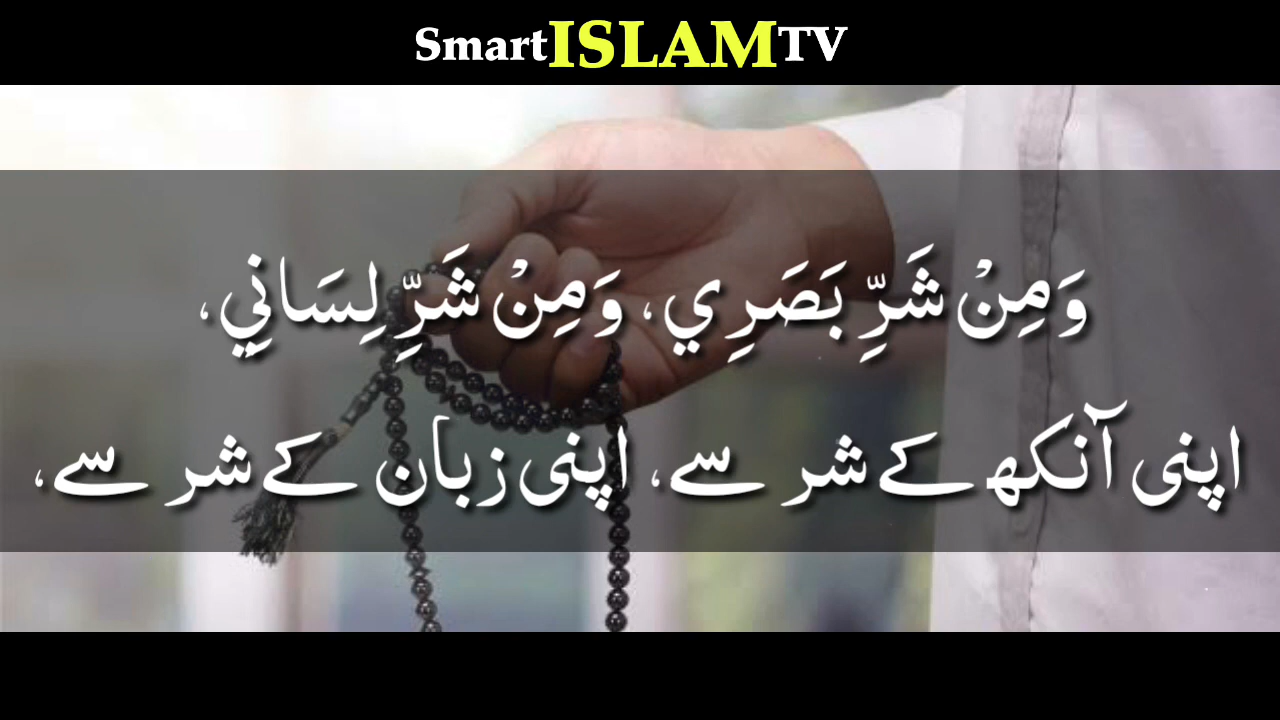 SmartISLAMTV
وَمِنْ شَرِّ بَصَرِي، وَمِنْ شَرِّ لِسَانِي،
اپنی آنکھ کے شر سے، اپنی زبان کے شر سے،